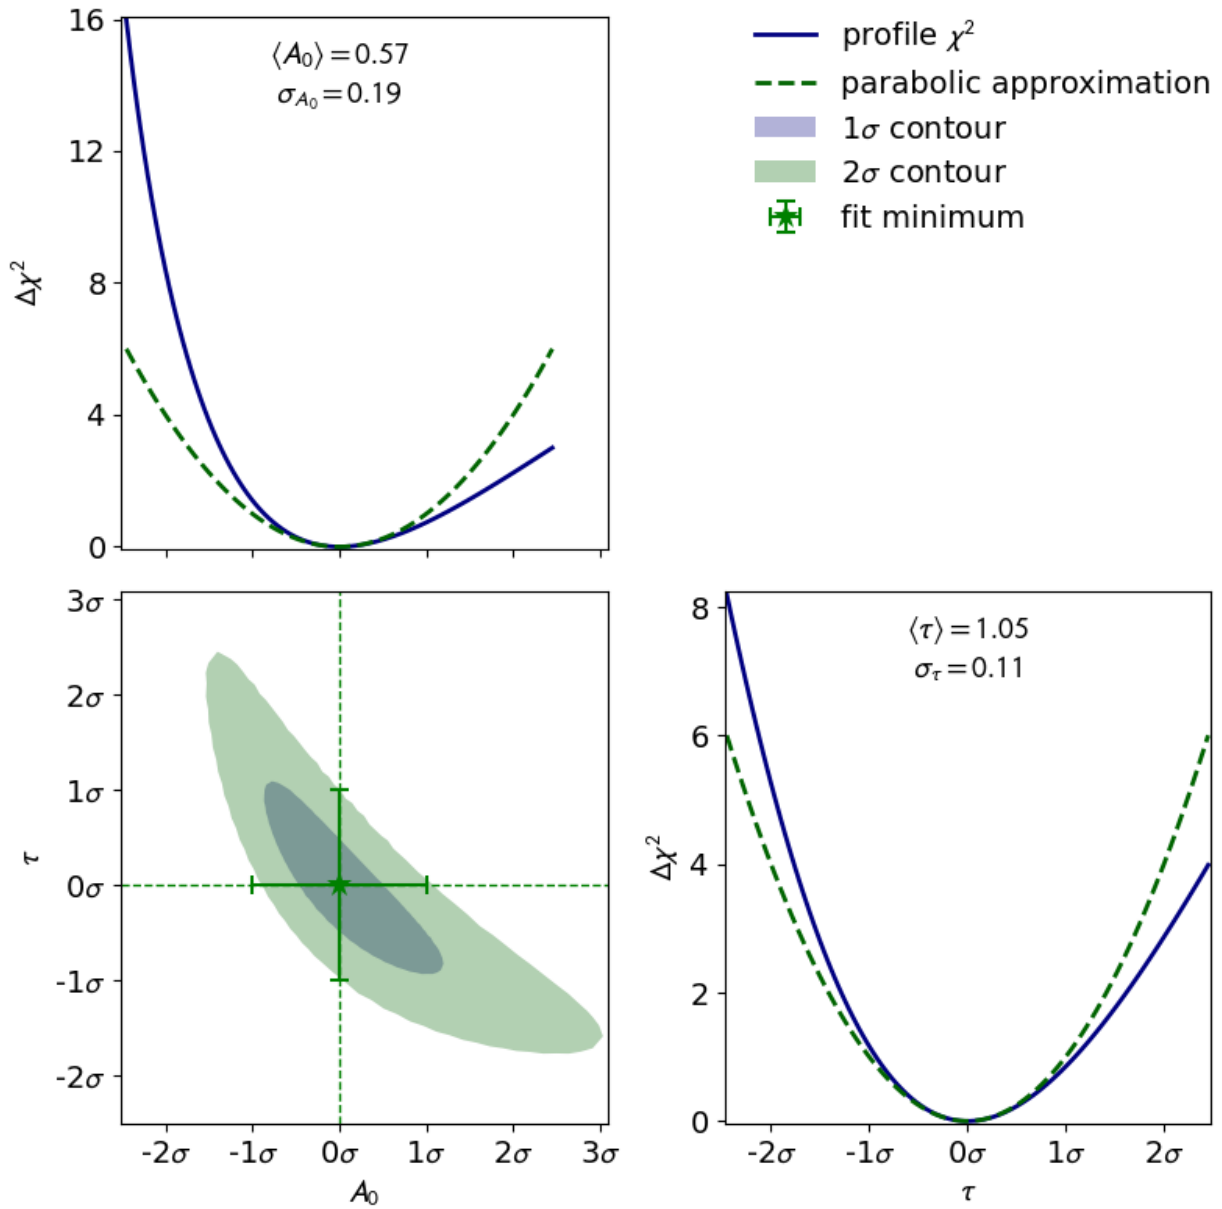 16
12
8
4
0
Δχ²
⟨A₀⟩ = 0.57
σ_A₀ = 0.19
profile χ²
parabolic approximation
1σ contour
2σ contour
fit minimum
3σ
2σ
1σ
0σ
-1σ
-2σ
τ
-2σ -1σ 0σ 1σ 2σ 3σ
A₀
8
6
4
2
0
Δχ²
⟨τ⟩ = 1.05
σ_τ = 0.11
-2σ -1σ 0σ 1σ 2σ
τ